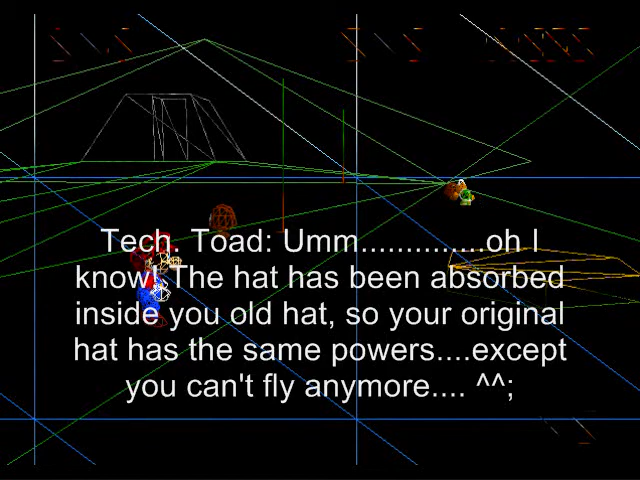 Tech. Toad: Umm..............oh I
know! The hat has been absorbed
inside you old hat, so your original
hat has the same powers....except
you can't fly anymore.... ^^;